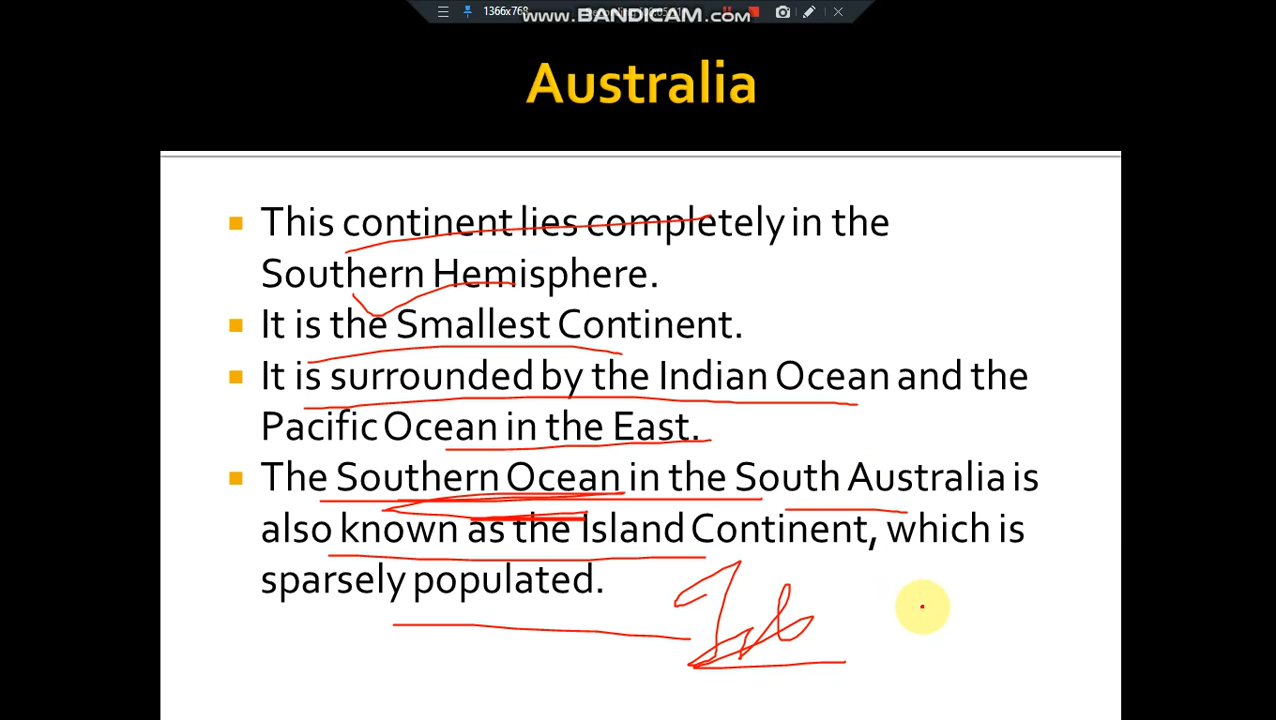 1366x768
www.BANDICAM.com
Australia
This continent lies completely in the
Southern Hemisphere.
It is the Smallest Continent.
It is surrounded by the Indian Ocean and the
Pacific Ocean in the East.
The Southern Ocean in the South Australia is
also known as the Island Continent, which is
sparsely populated.